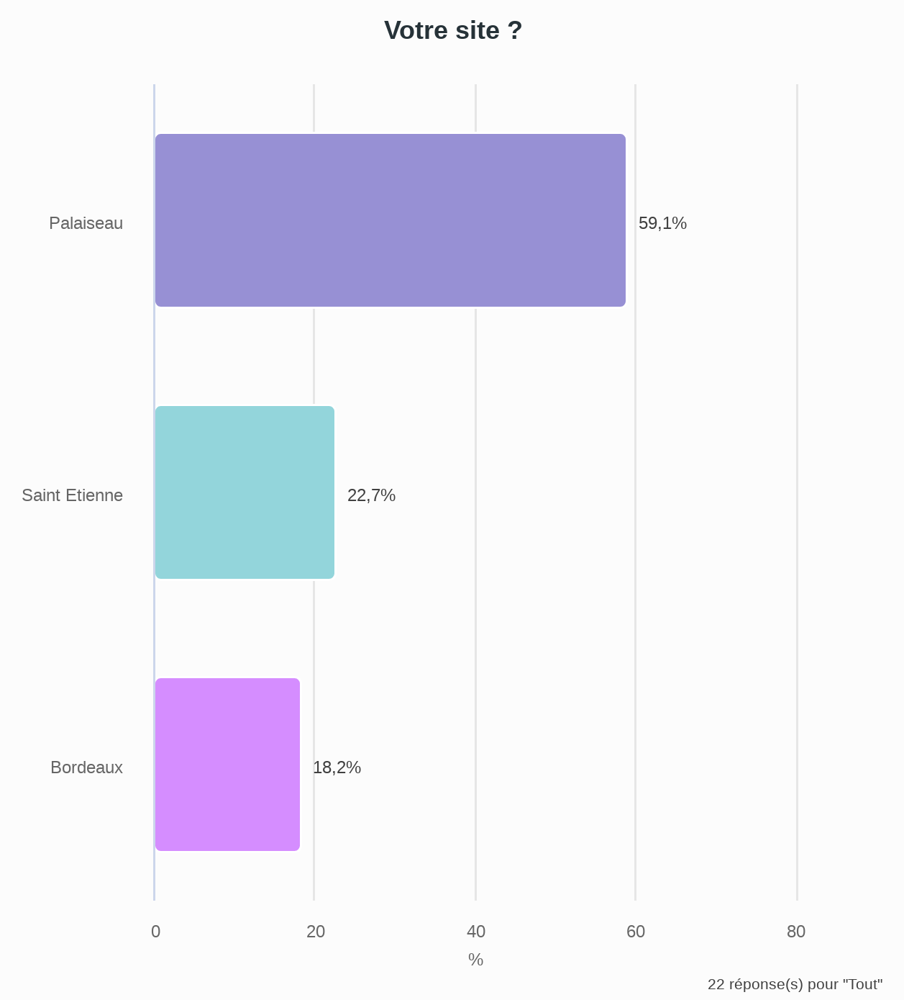 Votre site ?
Palaiseau
59,1%
Saint Etienne
22,7%
Bordeaux
18,2%
0 20 40 60 80
%
22 réponse(s) pour "Tout"